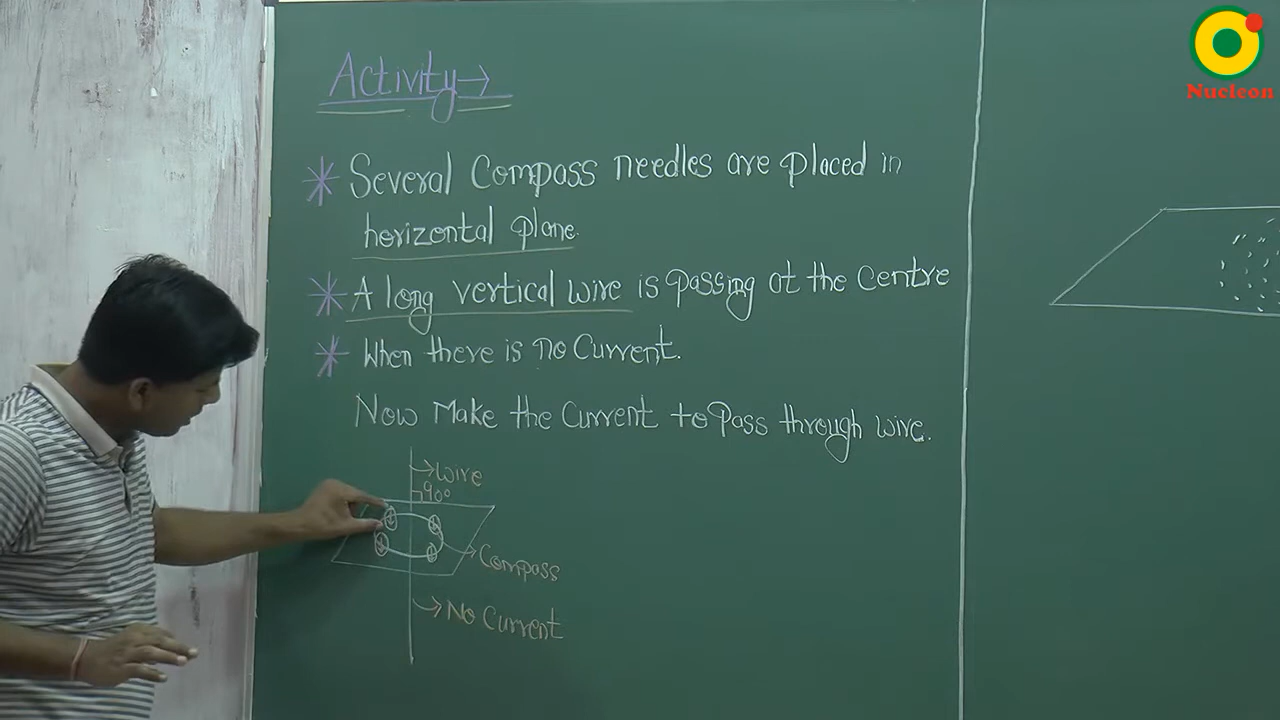 Activity→
Nucleon
* Several Compass needles are placed in
horizontal plane.
* A long vertical wire is passing at the Centre
* When there is no Current.
Now Make the Current to Pass through wire.
→wire
90°
→Compass
→No Current